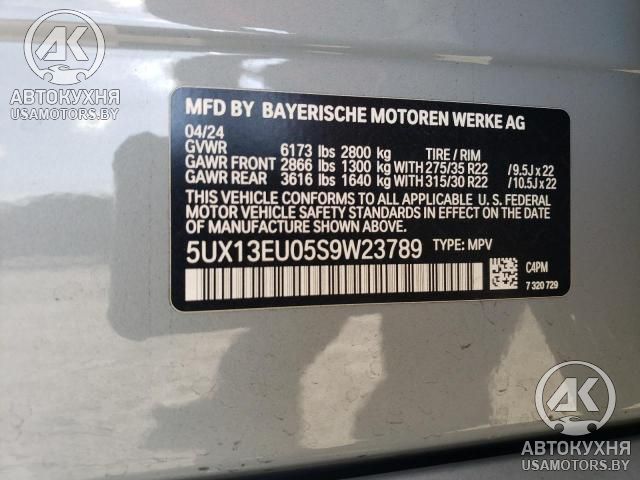 АК
АВТОКУХНЯ
USAMOTORS.BY
MFD BY BAYERISCHE MOTOREN WERKE AG
04/24
GVWR 6173 lbs 2800 kg TIRE / RIM
GAWR FRONT 2866 lbs 1300 kg WITH 275/35 R22 /9.5J x 22
GAWR REAR 3616 lbs 1640 kg WITH 315/30 R22 /10.5J x 22
THIS VEHICLE CONFORMS TO ALL APPLICABLE U. S. FEDERAL
MOTOR VEHICLE SAFETY STANDARDS IN EFFECT ON THE DATE OF
MANUFACTURE SHOWN ABOVE.
5UX13EU05S9W23789 TYPE: MPV
C4PM
7 320 729
АК
АВТОКУХНЯ
USAMOTORS.BY